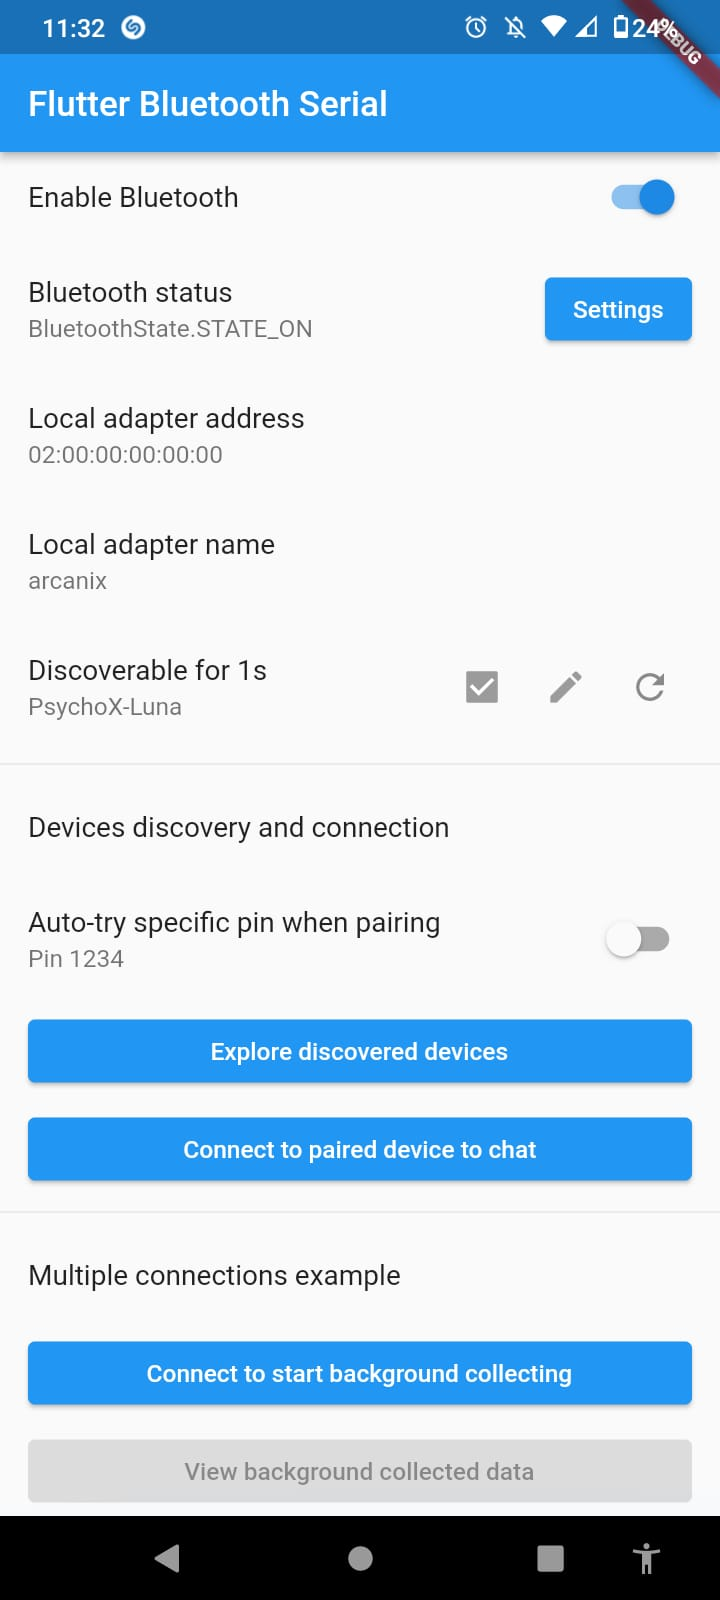 11:32
24%
DEBUG
Flutter Bluetooth Serial
Enable Bluetooth
Bluetooth status
BluetoothState.STATE_ON
Settings
Local adapter address
02:00:00:00:00:00
Local adapter name
arcanix
Discoverable for 1s
PsychoX-Luna
Devices discovery and connection
Auto-try specific pin when pairing
Pin 1234
Explore discovered devices
Connect to paired device to chat
Multiple connections example
Connect to start background collecting
View background collected data